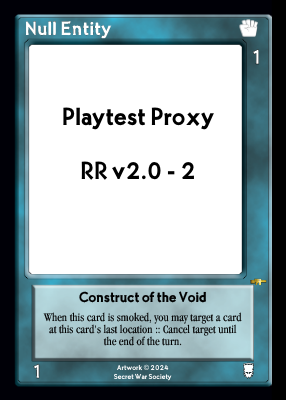 Null Entity
1
Playtest Proxy
RR v2.0 - 2
Construct of the Void
When this card is smoked, you may target a card
at this card's last location :: Cancel target until
the end of the turn.
1
Artwork © 2024
Secret War Society